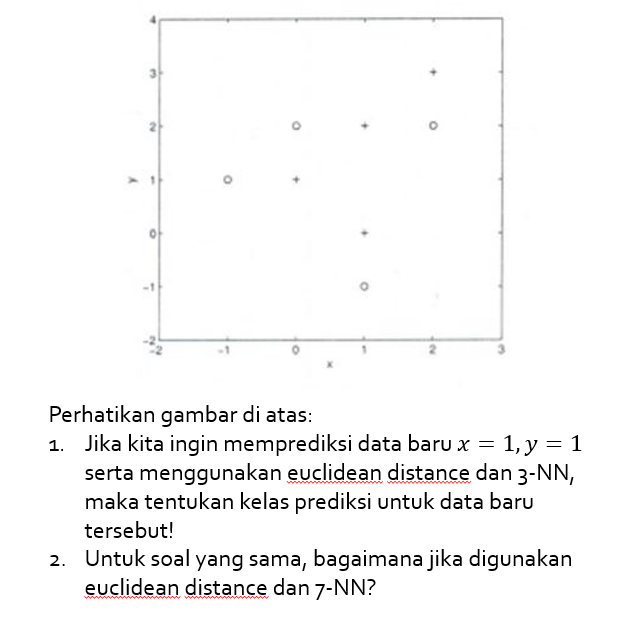 4
3
2
1
0
-1
-2
y
-2 -1 0 1 2 3
x
Perhatikan gambar di atas:
1. Jika kita ingin memprediksi data baru x = 1, y = 1
serta menggunakan euclidean distance dan 3-NN,
maka tentukan kelas prediksi untuk data baru
tersebut!
2. Untuk soal yang sama, bagaimana jika digunakan
euclidean distance dan 7-NN?